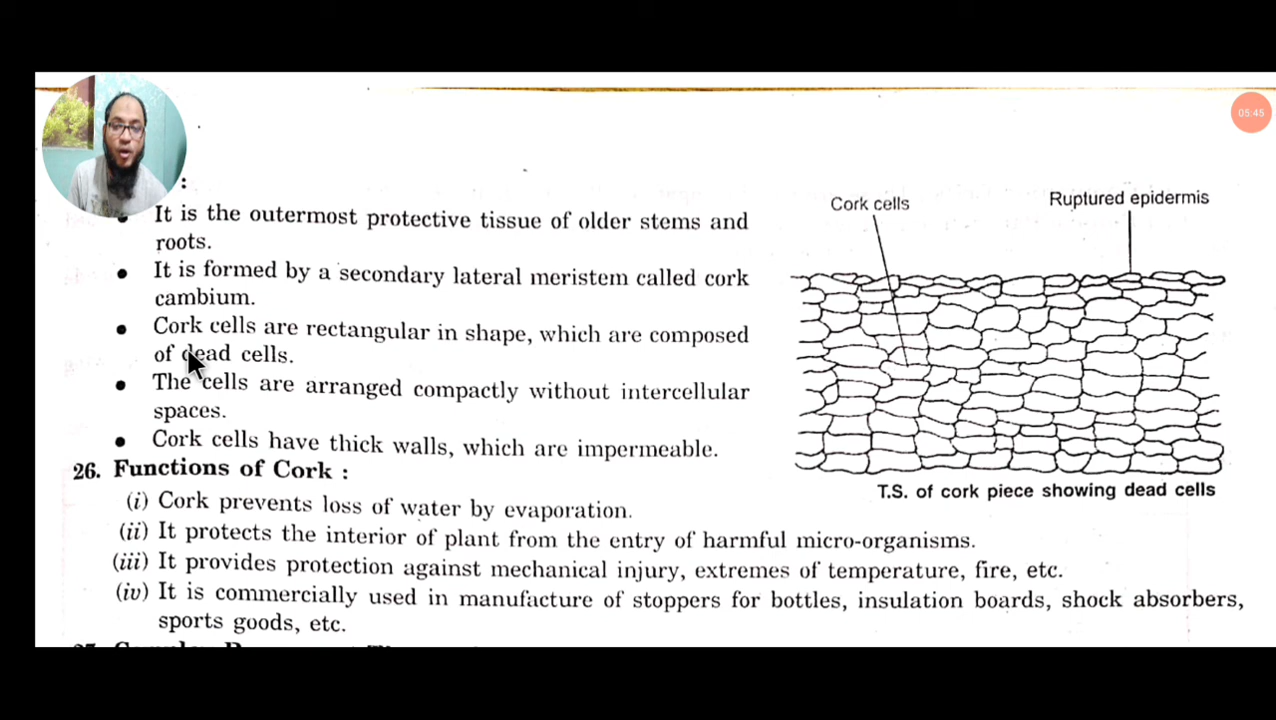 05:45
:
• It is the outermost protective tissue of older stems and
roots.
• It is formed by a secondary lateral meristem called cork
cambium.
• Cork cells are rectangular in shape, which are composed
of dead cells.
• The cells are arranged compactly without intercellular
spaces.
• Cork cells have thick walls, which are impermeable.
Cork cells
Ruptured epidermis
T.S. of cork piece showing dead cells
26. Functions of Cork :
(i) Cork prevents loss of water by evaporation.
(ii) It protects the interior of plant from the entry of harmful micro-organisms.
(iii) It provides protection against mechanical injury, extremes of temperature, fire, etc.
(iv) It is commercially used in manufacture of stoppers for bottles, insulation boards, shock absorbers,
sports goods, etc.